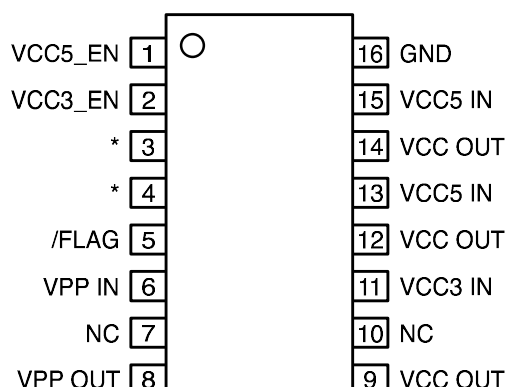 VCC5_EN 1 16 GND
VCC3_EN 2 15 VCC5 IN
* 3 14 VCC OUT
* 4 13 VCC5 IN
/FLAG 5 12 VCC OUT
VPP IN 6 11 VCC3 IN
NC 7 10 NC
VPP OUT 8 9 VCC OUT